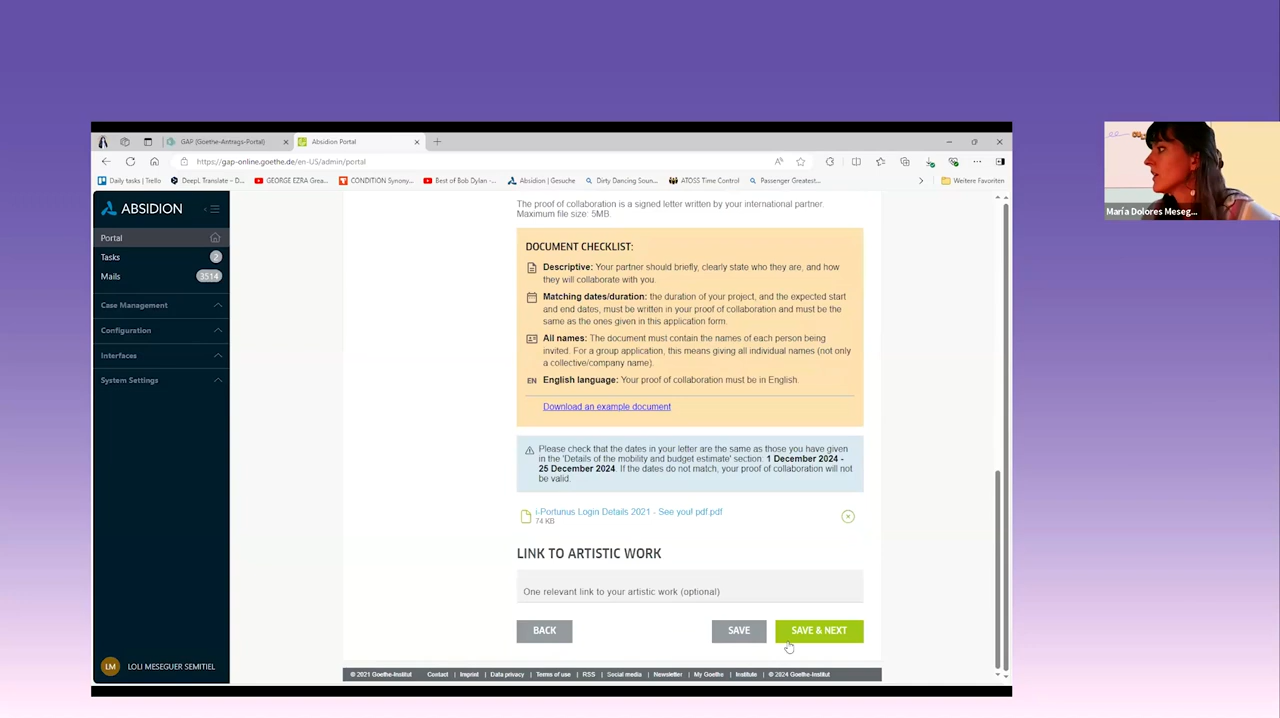 GAP (Goethe-Antrags-Portal)
Absidion Portal
https://gap-online.goethe.de/en-US/admin/portal
Daily tasks | Trello
DeepL Translate – D...
GEORGE EZRA Grea...
CONDITION Synony...
Best of Bob Dylan -...
Absidion | Gesuche
Dirty Dancing Soun...
ATOSS Time Control
Passenger Greatest...
Weitere Favoriten
ABSIDION
Portal
Tasks
2
Mails
3514
Case Management
Configuration
Interfaces
System Settings
LM
LOLI MESEGUER SEMITIEL
The proof of collaboration is a signed letter written by your international partner.
Maximum file size: 5MB.
DOCUMENT CHECKLIST:
Descriptive: Your partner should briefly, clearly state who they are, and how
they will collaborate with you.
Matching dates/duration: the duration of your project, and the expected start
and end dates, must be written in your proof of collaboration and must be the
same as the ones given in this application form.
All names: The document must contain the names of each person being
invited. For a group application, this means giving all individual names (not only
a collective/company name).
EN English language: Your proof of collaboration must be in English.
Download an example document
Please check that the dates in your letter are the same as those you have given
in the 'Details of the mobility and budget estimate' section: 1 December 2024 -
25 December 2024. If the dates do not match, your proof of collaboration will not
be valid.
i-Portunus Login Details 2021 - See you! pdf.pdf
74 KB
LINK TO ARTISTIC WORK
One relevant link to your artistic work (optional)
BACK
SAVE
SAVE & NEXT
© 2021 Goethe-Institut | Contact | Imprint | Data privacy | Terms of use | RSS | Social media | Newsletter | My Goethe | Institute | © 2024 Goethe-Institut
María Dolores Meseg...